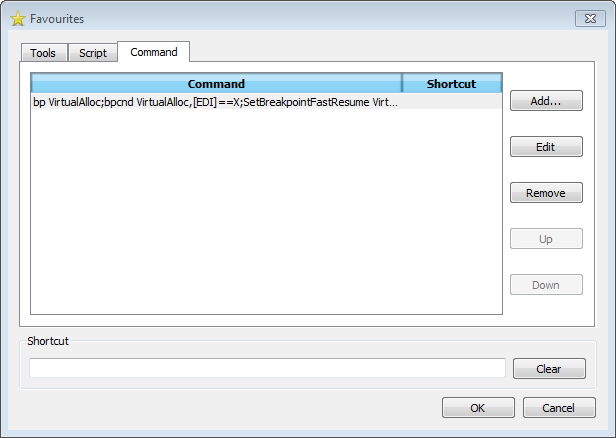 Favourites
Tools Script Command
Command Shortcut
bp VirtualAlloc;bpcnd VirtualAlloc,[EDI]==X;SetBreakpointFastResume Virt...
Add...
Edit
Remove
Up
Down
Shortcut
Clear
OK Cancel